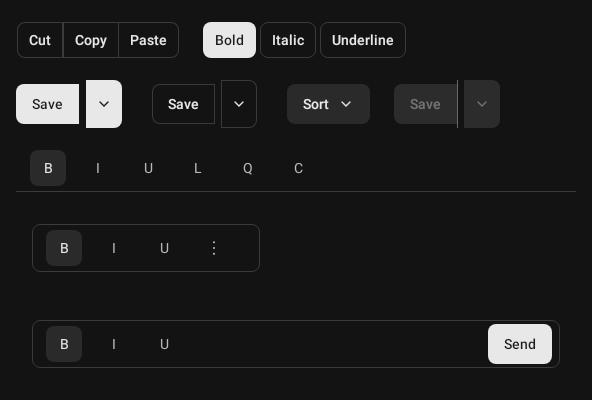 Cut Copy Paste Bold Italic Underline
Save Save Sort Save
B I U L Q C
B I U
B I U Send